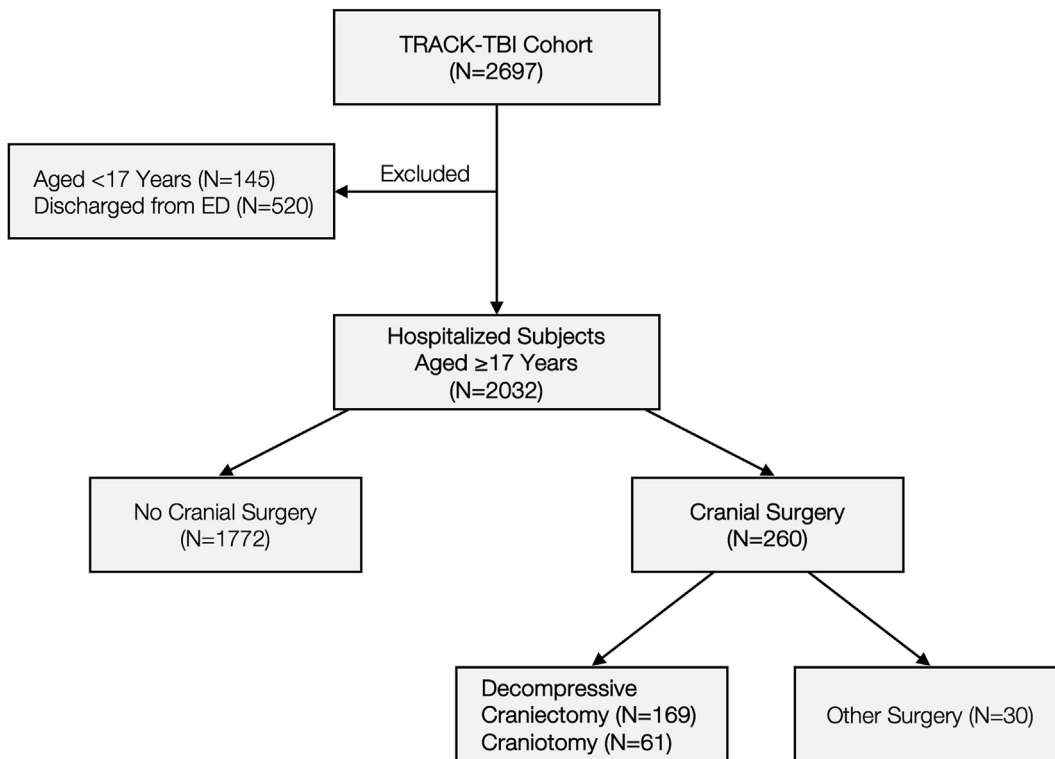 TRACK-TBI Cohort
(N=2697)
Excluded
Aged <17 Years (N=145)
Discharged from ED (N=520)
Hospitalized Subjects
Aged ≥17 Years
(N=2032)
No Cranial Surgery
(N=1772)
Cranial Surgery
(N=260)
Decompressive
Craniectomy (N=169)
Craniotomy (N=61)
Other Surgery (N=30)